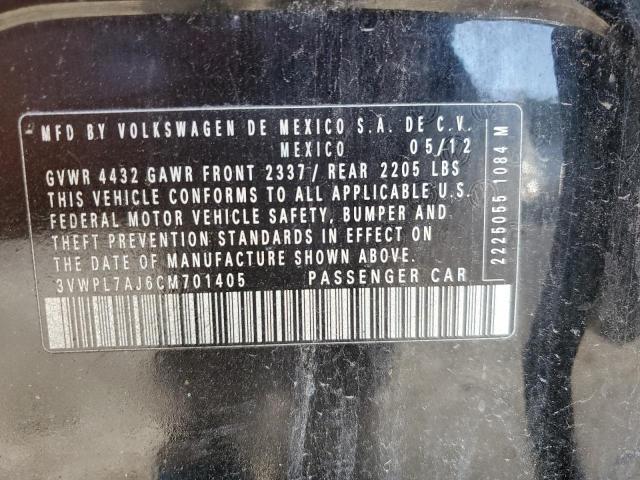 MFD BY VOLKSWAGEN DE MEXICO S.A. DE C.V.
MEXICO 05/12
GVWR 4432 GAWR FRONT 2337/ REAR 2205 LBS
THIS VEHICLE CONFORMS TO ALL APPLICABLE U.S.
FEDERAL MOTOR VEHICLE SAFETY, BUMPER AND
THEFT PREVENTION STANDARDS IN EFFECT ON
THE DATE OF MANUFACTURE SHOWN ABOVE.
3VWPL7AJ6CM701405 PASSENGER CAR
2225055 1084 M